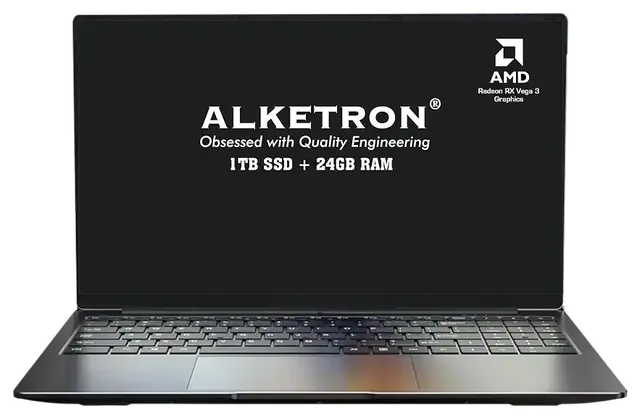 AMD
Radeon RX Vega 3
Graphics
ALKETRON®
Obsessed with Quality Engineering
1TB SSD + 24GB RAM